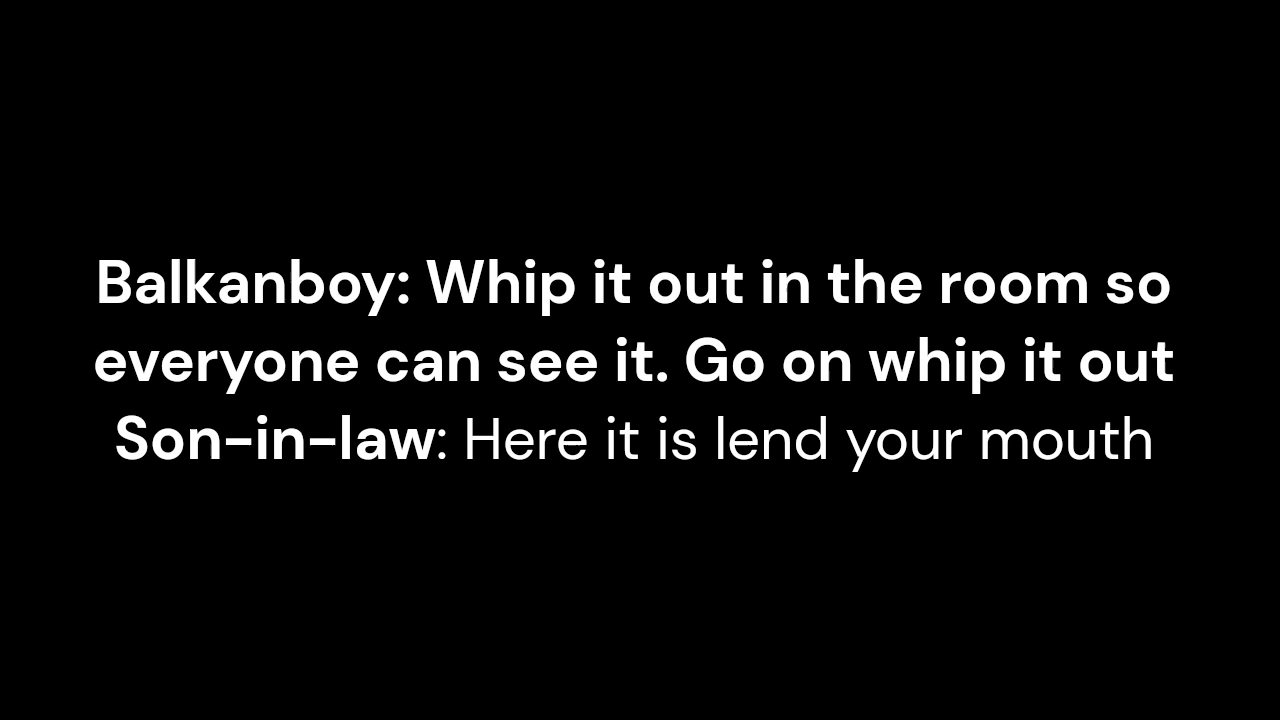 Balkanboy: Whip it out in the room so
everyone can see it. Go on whip it out
Son-in-law: Here it is lend your mouth